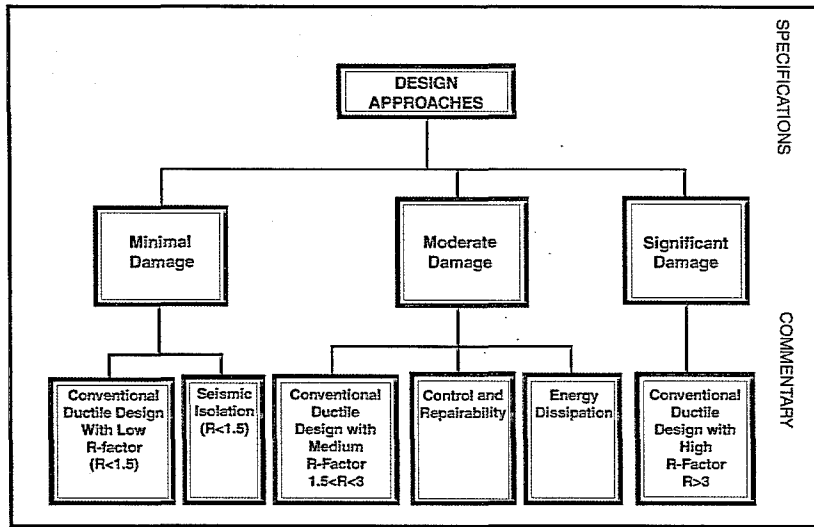 SPECIFICATIONS
COMMENTARY
DESIGN
APPROACHES
Minimal
Damage
Moderate
Damage
Significant
Damage
Conventional
Ductile Design
With Low
R-factor
(R<1.5)
Seismic
Isolation
(R<1.5)
Conventional
Ductile
Design with
Medium
R-Factor
1.5<R<3
Control and
Repairability
Energy
Dissipation
Conventional
Ductile
Design with
High
R-Factor
R>3